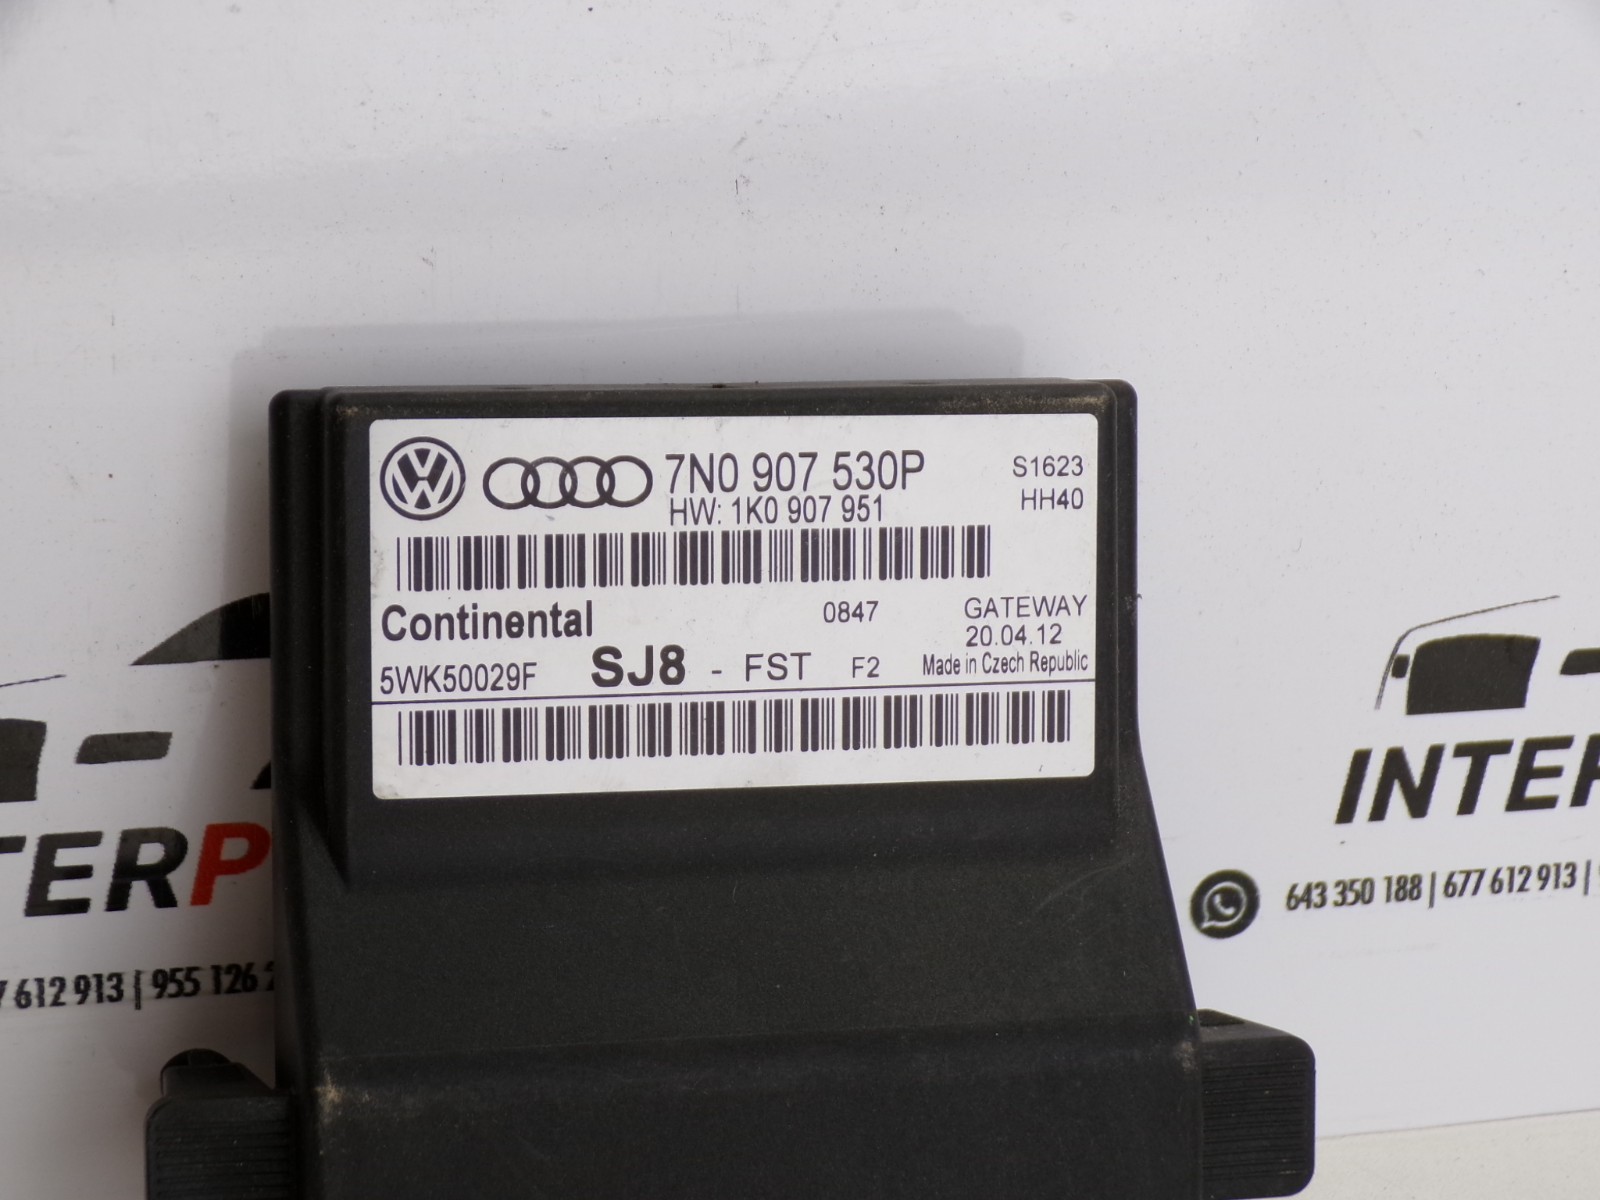 7N0 907 530P
HW: 1K0 907 951
S1623
HH40
Continental
0847
GATEWAY
20.04.12
5WK50029F
SJ8 - FST F2
Made in Czech Republic
TERP
612 913 | 955 126
INTER
643 350 188 | 677 612 913 |